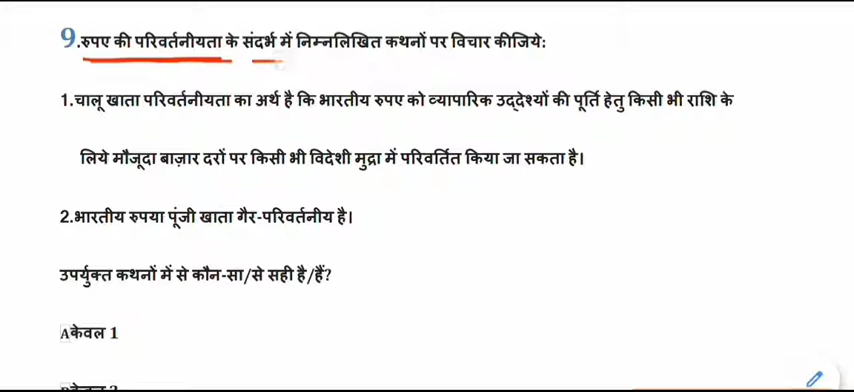 9.रुपए की परिवर्तनीयता के संदर्भ में निम्नलिखित कथनों पर विचार कीजिये:
1.चालू खाता परिवर्तनीयता का अर्थ है कि भारतीय रुपए को व्यापारिक उद्देश्यों की पूर्ति हेतु किसी भी राशि के
लिये मौजूदा बाज़ार दरों पर किसी भी विदेशी मुद्रा में परिवर्तित किया जा सकता है।
2.भारतीय रुपया पूंजी खाता गैर-परिवर्तनीय है।
उपर्युक्त कथनों में से कौन-सा/से सही है/हैं?
Aकेवल 1